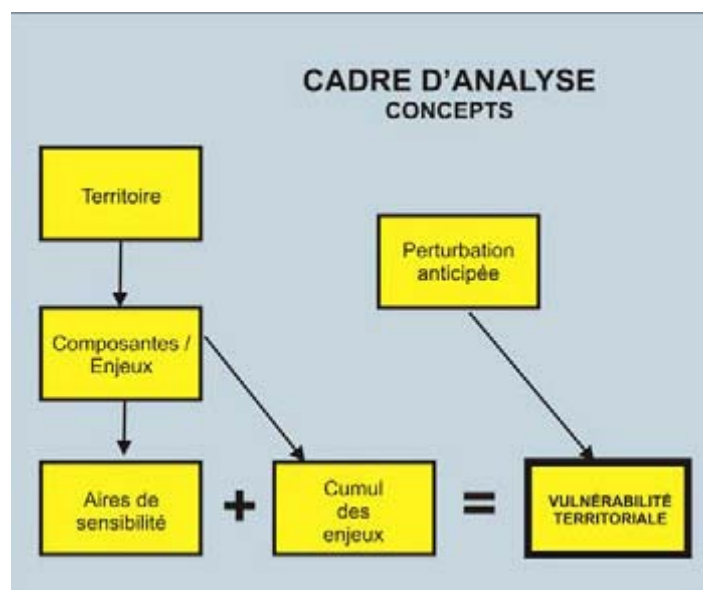 CADRE D'ANALYSE
CONCEPTS
Territoire
Perturbation
anticipée
Composantes /
Enjeux
Aires de
sensibilité
+
Cumul
des
enjeux
=
VULNÉRABILITÉ
TERRITORIALE